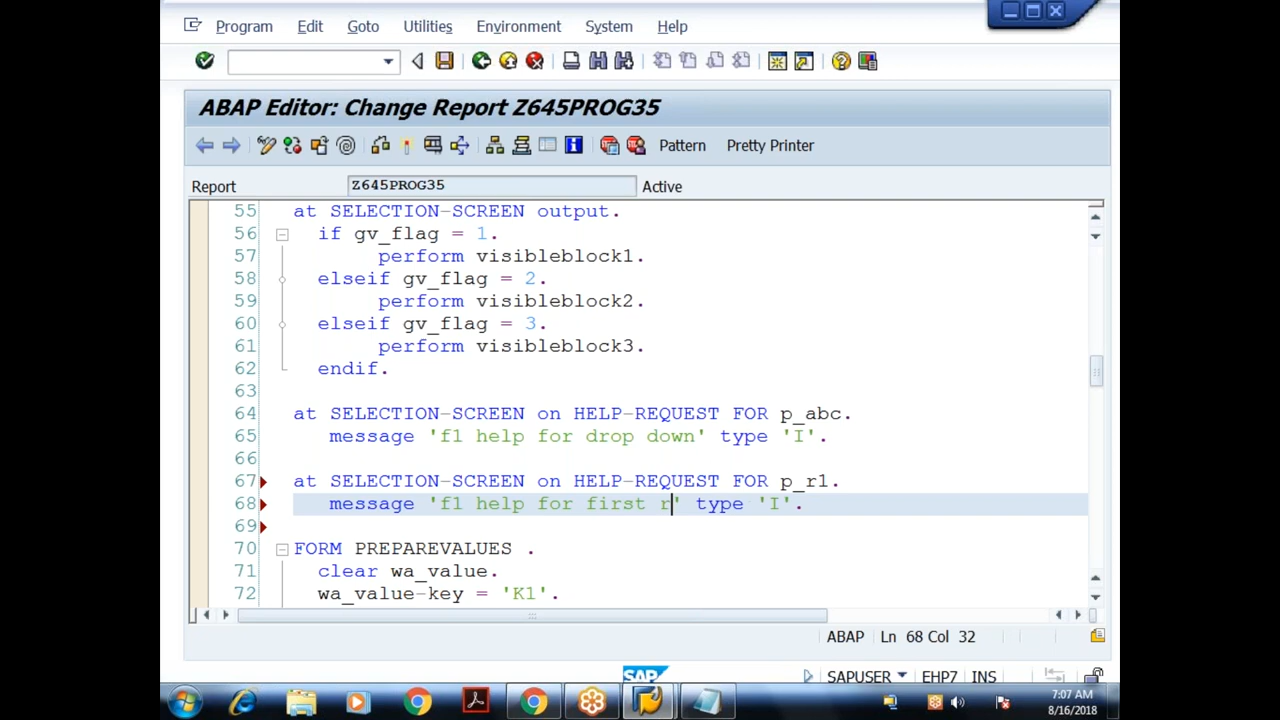 Program Edit Goto Utilities Environment System Help
ABAP Editor: Change Report Z645PROG35
Pattern Pretty Printer
Report Z645PROG35 Active
55 at SELECTION-SCREEN output.
56 if gv_flag = 1.
57 perform visibleblock1.
58 elseif gv_flag = 2.
59 perform visibleblock2.
60 elseif gv_flag = 3.
61 perform visibleblock3.
62 endif.
63
64 at SELECTION-SCREEN on HELP-REQUEST FOR p_abc.
65 message 'f1 help for drop down' type 'I'.
66
67 at SELECTION-SCREEN on HELP-REQUEST FOR p_r1.
68 message 'f1 help for first r' type 'I'.
69
70 FORM PREPAREVALUES .
71 clear wa_value.
72 wa_value-key = 'K1'.
ABAP Ln 68 Col 32
SAP SAPUSER EHP7 INS
7:07 AM
8/16/2018